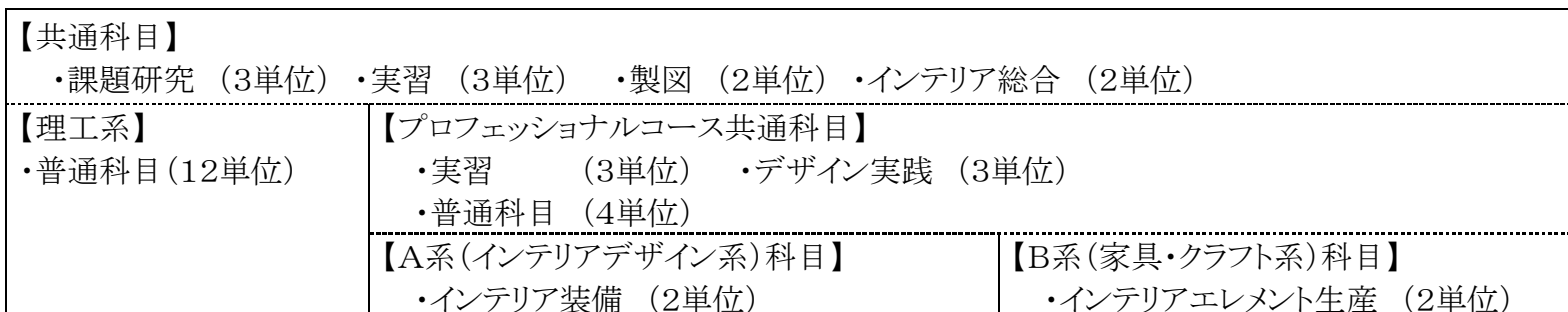 【共通科目】
・課題研究 (3単位) ・実習 (3単位) ・製図 (2単位) ・インテリア総合 (2単位)
【理工系】
・普通科目(12単位)
【プロフェッショナルコース共通科目】
・実習 (3単位) ・デザイン実践 (3単位)
・普通科目 (4単位)
【A系(インテリアデザイン系)科目】
・インテリア装備 (2単位)
【B系(家具・クラフト系)科目】
・インテリアエレメント生産 (2単位)